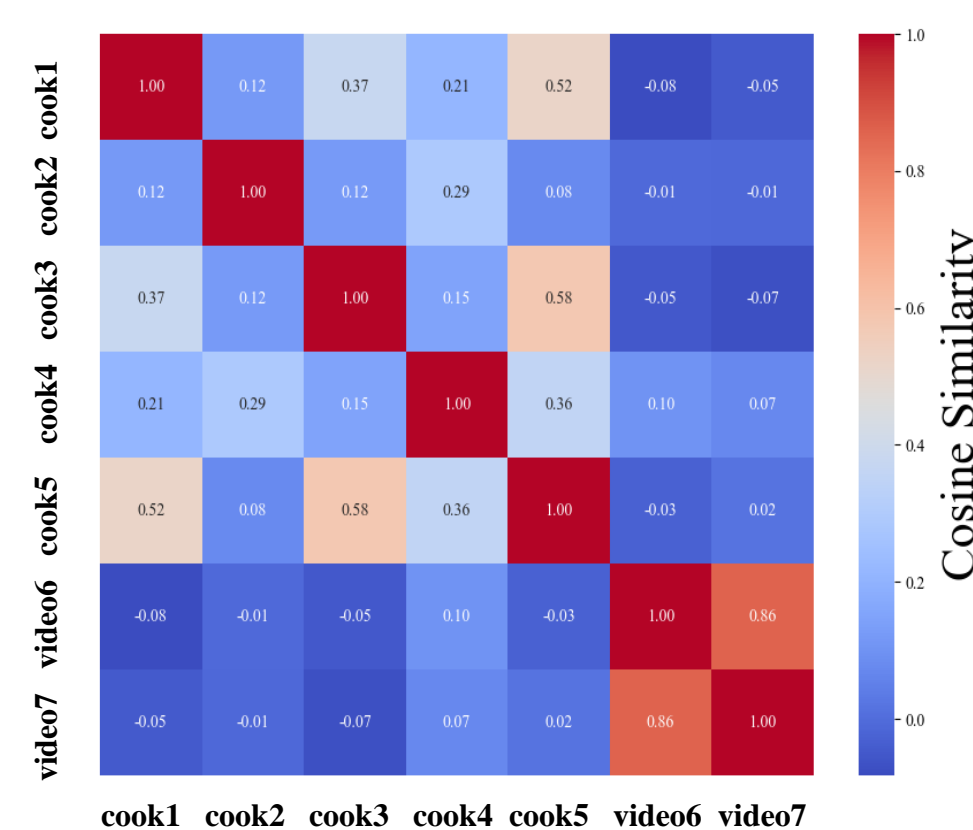 cook1 1.00 0.12 0.37 0.21 0.52 -0.08 -0.05
cook2 0.12 1.00 0.12 0.29 0.08 -0.01 -0.01
cook3 0.37 0.12 1.00 0.15 0.58 -0.05 -0.07
cook4 0.21 0.29 0.15 1.00 0.36 0.10 0.07
cook5 0.52 0.08 0.58 0.36 1.00 -0.03 0.02
video6 -0.08 -0.01 -0.05 0.10 -0.03 1.00 0.86
video7 -0.05 -0.01 -0.07 0.07 0.02 0.86 1.00
cook1 cook2 cook3 cook4 cook5 video6 video7
1.0
0.8
0.6
0.4
0.2
0.0
Cosine Similarity